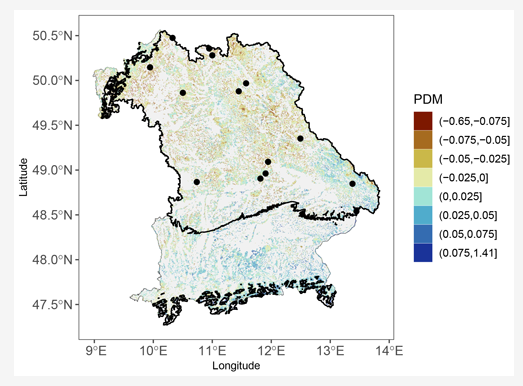 50.5°N
50.0°N
49.5°N
49.0°N
48.5°N
48.0°N
47.5°N
Latitude
9°E 10°E 11°E 12°E 13°E 14°E
Longitude
PDM
(−0.65,−0.075]
(−0.075,−0.05]
(−0.05,−0.025]
(−0.025,0]
(0,0.025]
(0.025,0.05]
(0.05,0.075]
(0.075,1.41]